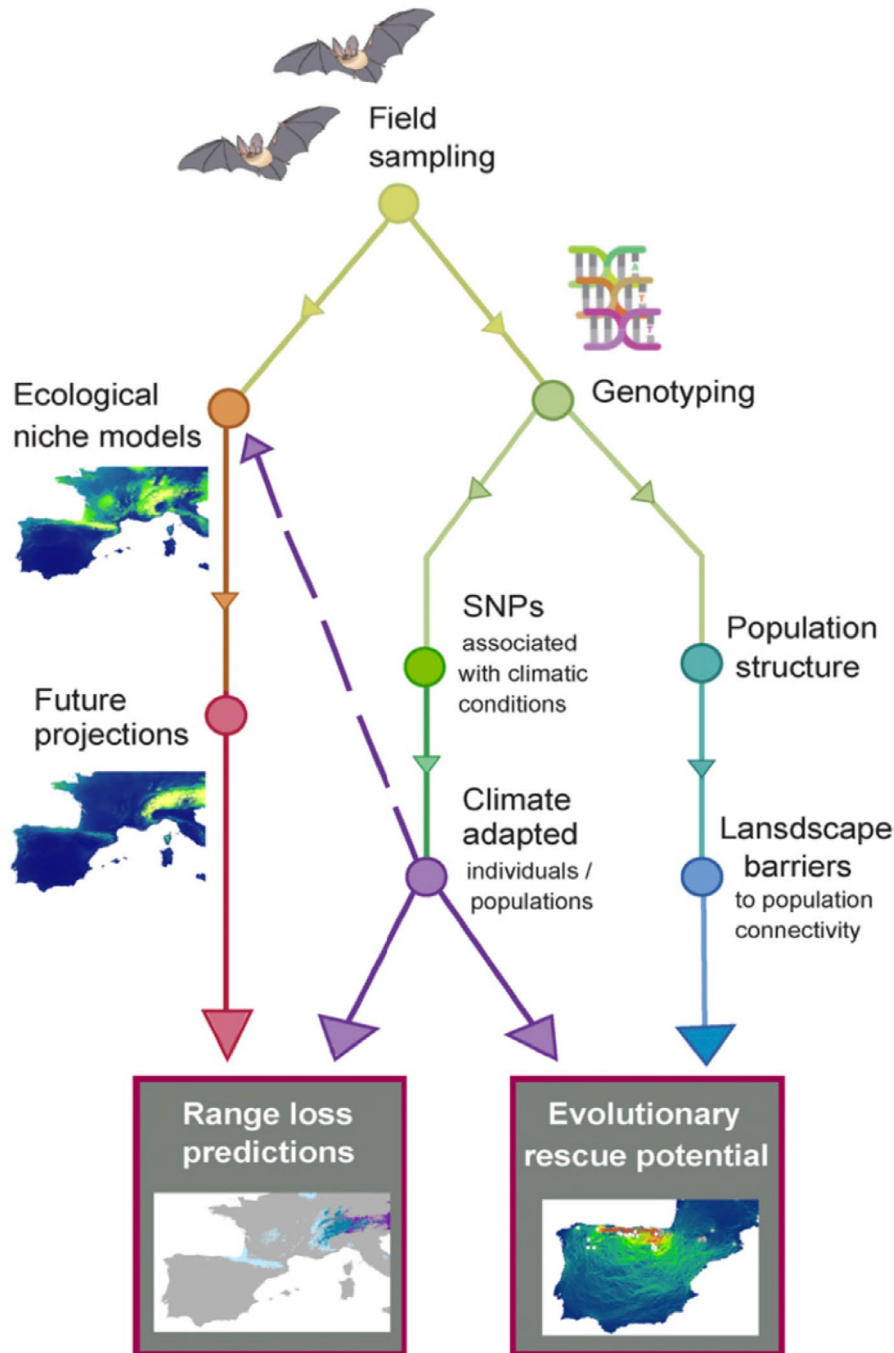 Field
sampling
Ecological
niche models
Genotyping
A
T
T
SNPs
associated
with climatic
conditions
Population
structure
Future
projections
Climate
adapted
individuals /
populations
Lansdscape
barriers
to population
connectivity
Range loss
predictions
Evolutionary
rescue potential